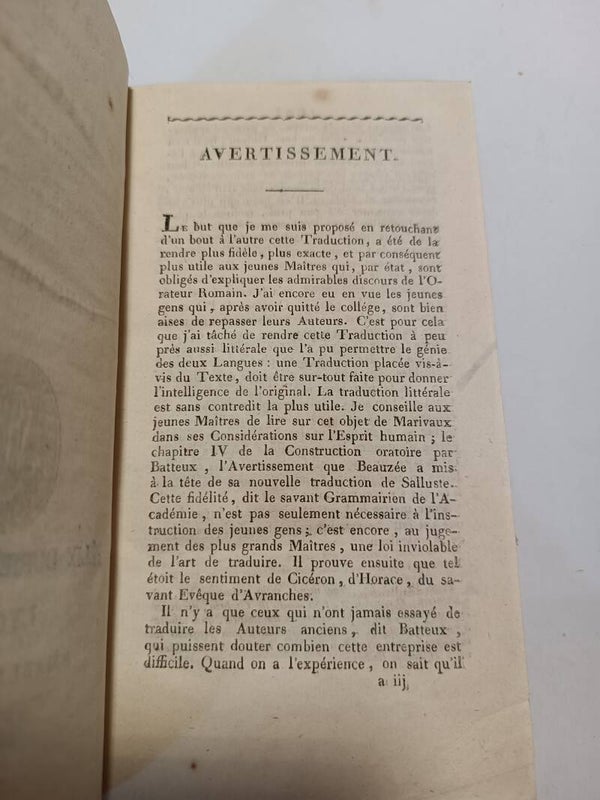 AVERTISSEMENT.
LE but que je me suis proposé en retouchant
d'un bout à l'autre cette Traduction, a été de la
rendre plus fidèle, plus exacte, et par conséquent
plus utile aux jeunes Maîtres qui, par état, sont
obligés d'expliquer les admirables discours de l'O-
rateur Romain. J'ai encore eu en vue les jeunes
gens qui, après avoir quitté le collége, sont bien
aises de repasser leurs Auteurs. C'est pour cela
que j'ai tâché de rendre cette Traduction à peu
près aussi littérale que l'a pu permettre le génie
des deux Langues : une Traduction placée vis-à-
vis du Texte, doit être sur-tout faite pour donner
l'intelligence de l'original. La traduction littérale
est sans contredit la plus utile. Je conseille aux
jeunes Maîtres de lire sur cet objet de Marivaux
dans ses Considérations sur l'Esprit humain ; le
chapitre IV de la Construction oratoire par
Batteux, l'Avertissement que Beauzée a mis
à la tête de sa nouvelle traduction de Salluste.
Cette fidélité, dit le savant Grammairien de l'A-
cadémie, n'est pas seulement nécessaire à l'ins-
truction des jeunes gens ; c'est encore, au juge-
ment des plus grands Maîtres, une loi inviolable
de l'art de traduire. Il prouve ensuite que tel
étoit le sentiment de Cicéron, d'Horace, du sa-
vant Evêque d'Avranches.
Il n'y a que ceux qui n'ont jamais essayé de
traduire les Auteurs anciens, dit Batteux,
qui puissent douter combien cette entreprise est
difficile. Quand on a l'expérience, on sait qu'il
a iij